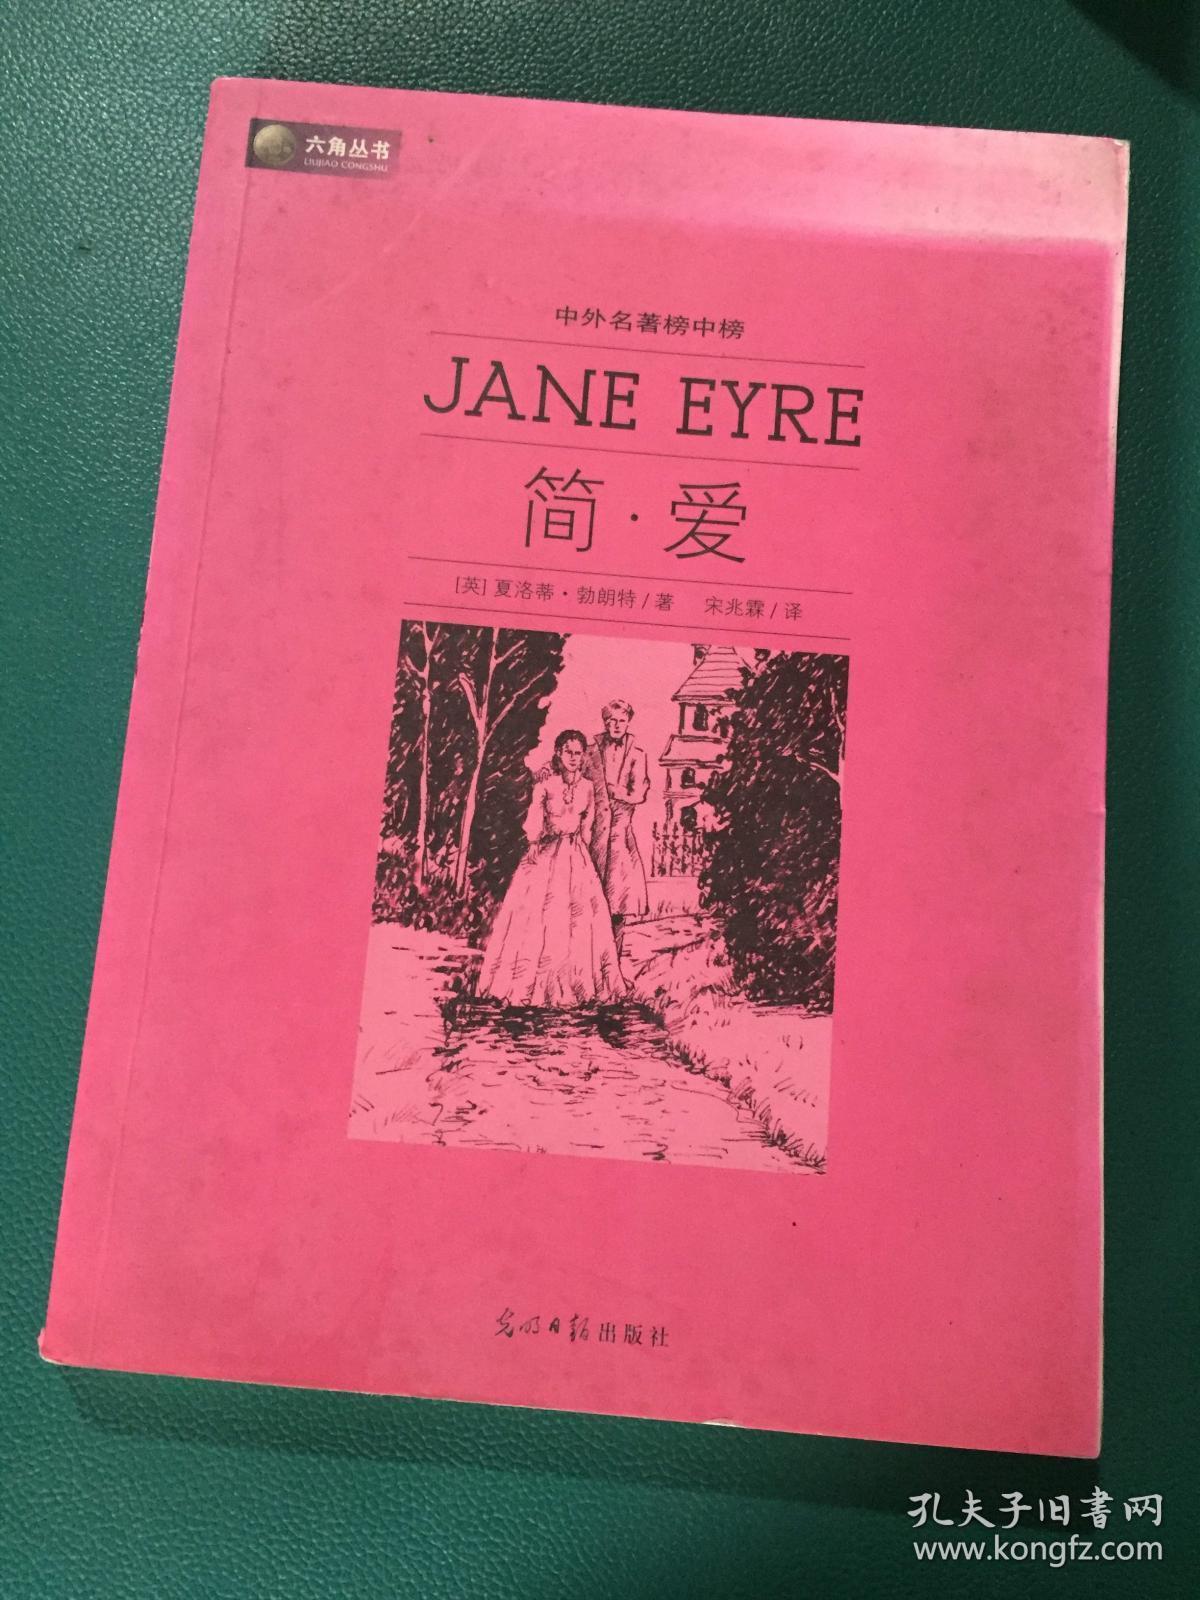 六角丛书
LIUJIAO CONGSHU
中外名著榜中榜
JANE EYRE
简·爱
[英] 夏洛蒂·勃朗特/著 宋兆霖/译
光明日报出版社
孔夫子旧书网
www.kongfz.com